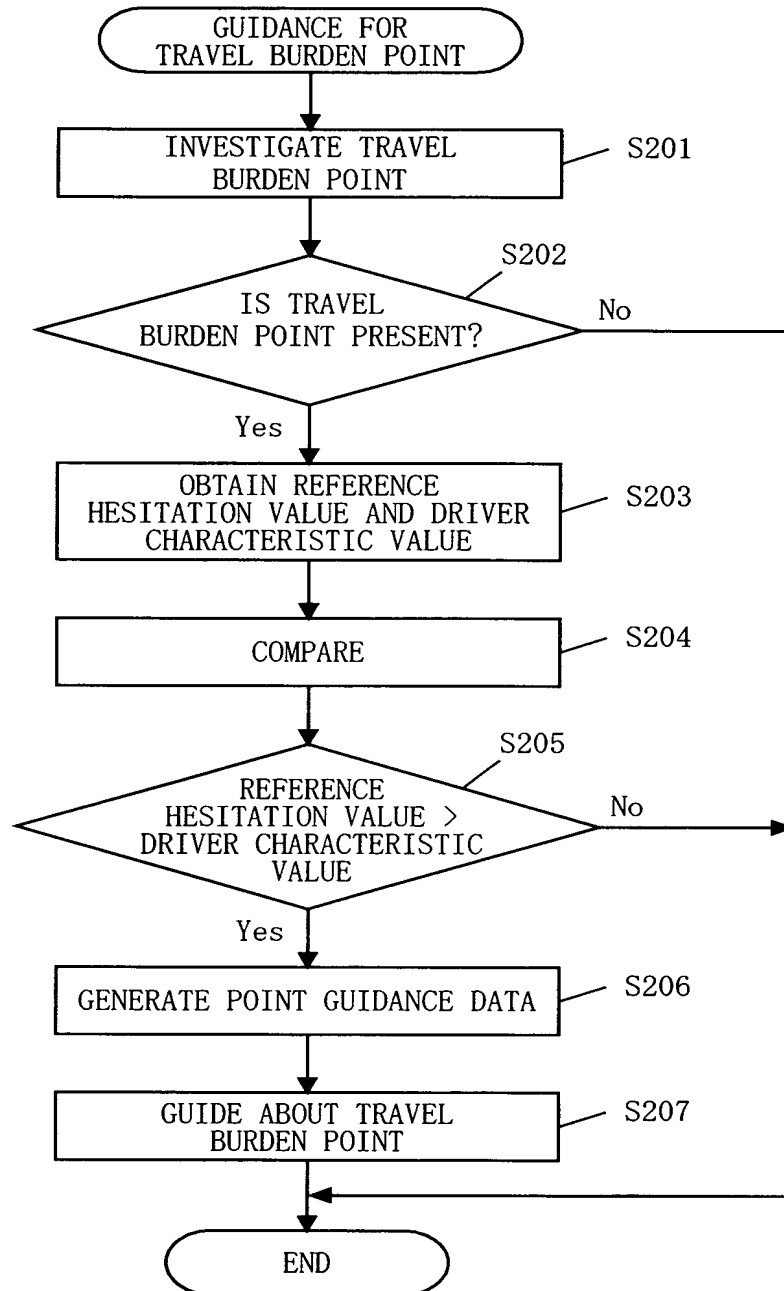 GUIDANCE FOR
TRAVEL BURDEN POINT
INVESTIGATE TRAVEL
BURDEN POINT
S201
S202
IS TRAVEL
BURDEN POINT PRESENT?
No
Yes
OBTAIN REFERENCE
HESITATION VALUE AND DRIVER
CHARACTERISTIC VALUE
S203
COMPARE
S204
S205
REFERENCE
HESITATION VALUE >
DRIVER CHARACTERISTIC
VALUE
No
Yes
GENERATE POINT GUIDANCE DATA
S206
GUIDE ABOUT TRAVEL
BURDEN POINT
S207
END